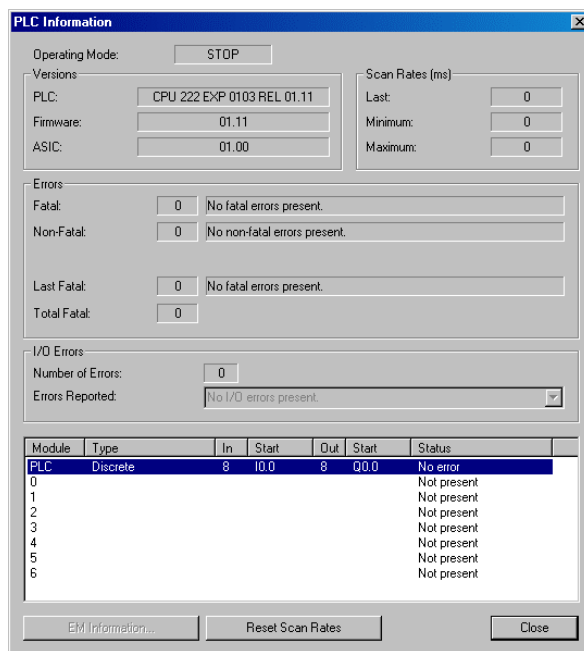 PLC Information
Operating Mode: STOP
Versions
PLC: CPU 222 EXP 0103 REL 01.11
Firmware: 01.11
ASIC: 01.00
Scan Rates (ms)
Last: 0
Minimum: 0
Maximum: 0
Errors
Fatal: 0 No fatal errors present.
Non-Fatal: 0 No non-fatal errors present.
Last Fatal: 0 No fatal errors present.
Total Fatal: 0
I/O Errors
Number of Errors: 0
Errors Reported: No I/O errors present.
Module Type In Start Out Start Status
PLC Discrete 8 I0.0 8 Q0.0 No error
0 Not present
1 Not present
2 Not present
3 Not present
4 Not present
5 Not present
6 Not present
EM Information... Reset Scan Rates Close